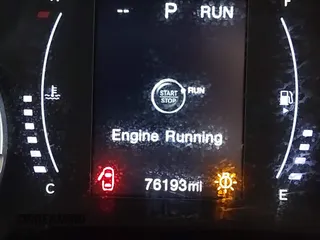 -- P RUN
F
START
STOP
RUN
Engine Running
C
76193mi
E